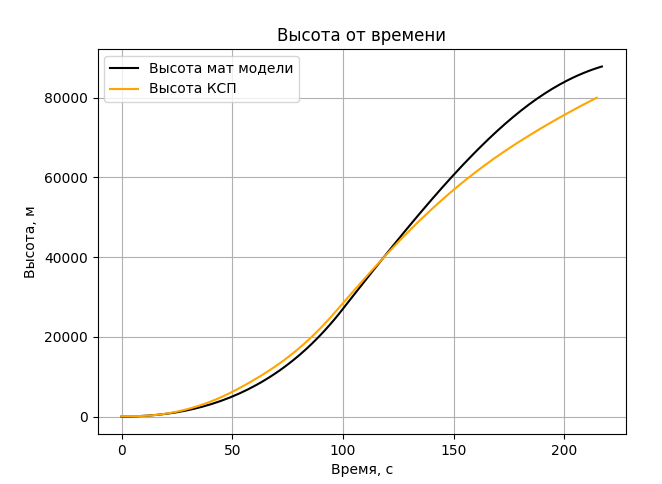 Высота от времени
Высота мат модели
Высота КСП
80000
60000
40000
20000
0
Высота, м
0 50 100 150 200
Время, с